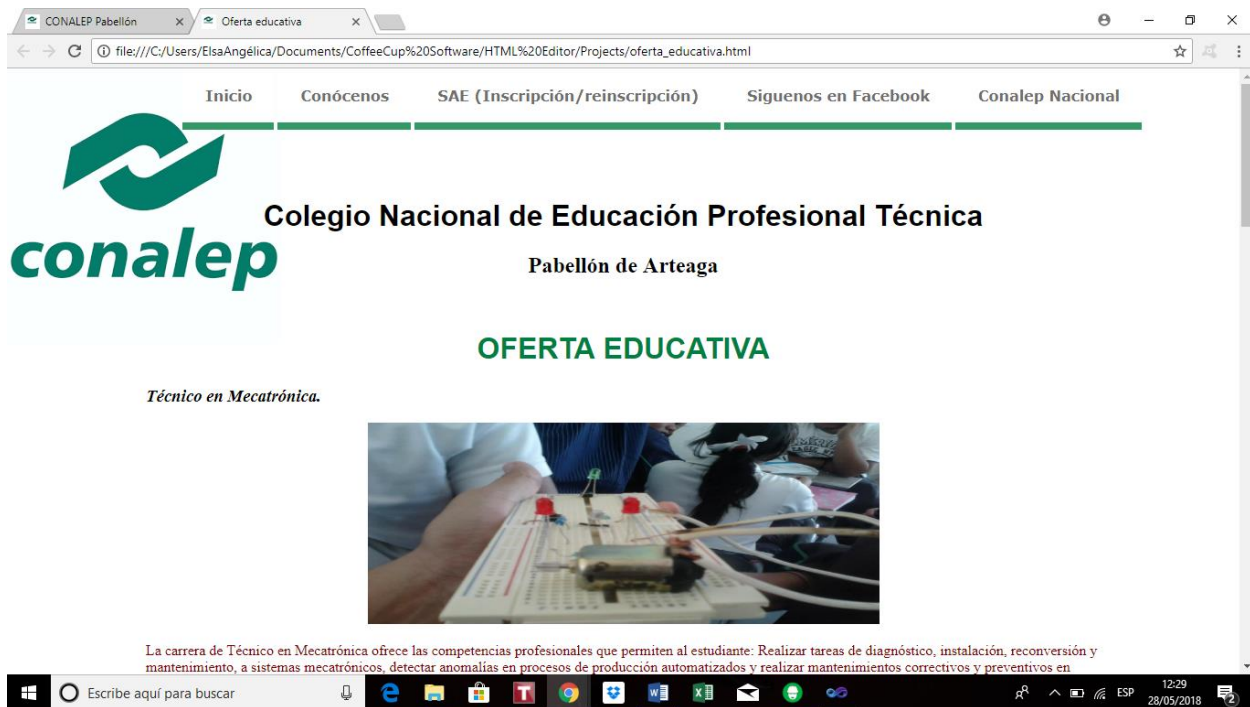 CONALEP Pabellón
Oferta educativa
file:///C:/Users/ElsaAngélica/Documents/CoffeeCup%20Software/HTML%20Editor/Projects/oferta_educativa.html
Inicio Conócenos SAE (Inscripción/reinscripción) Siguenos en Facebook Conalep Nacional
conalep
Colegio Nacional de Educación Profesional Técnica
Pabellón de Arteaga
OFERTA EDUCATIVA
Técnico en Mecatrónica.
La carrera de Técnico en Mecatrónica ofrece las competencias profesionales que permiten al estudiante: Realizar tareas de diagnóstico, instalación, reconversión y
mantenimiento, a sistemas mecatrónicos, detectar anomalías en procesos de producción automatizados y realizar mantenimientos correctivos y preventivos en
Escribe aquí para buscar
ESP
12:29
28/05/2018
2